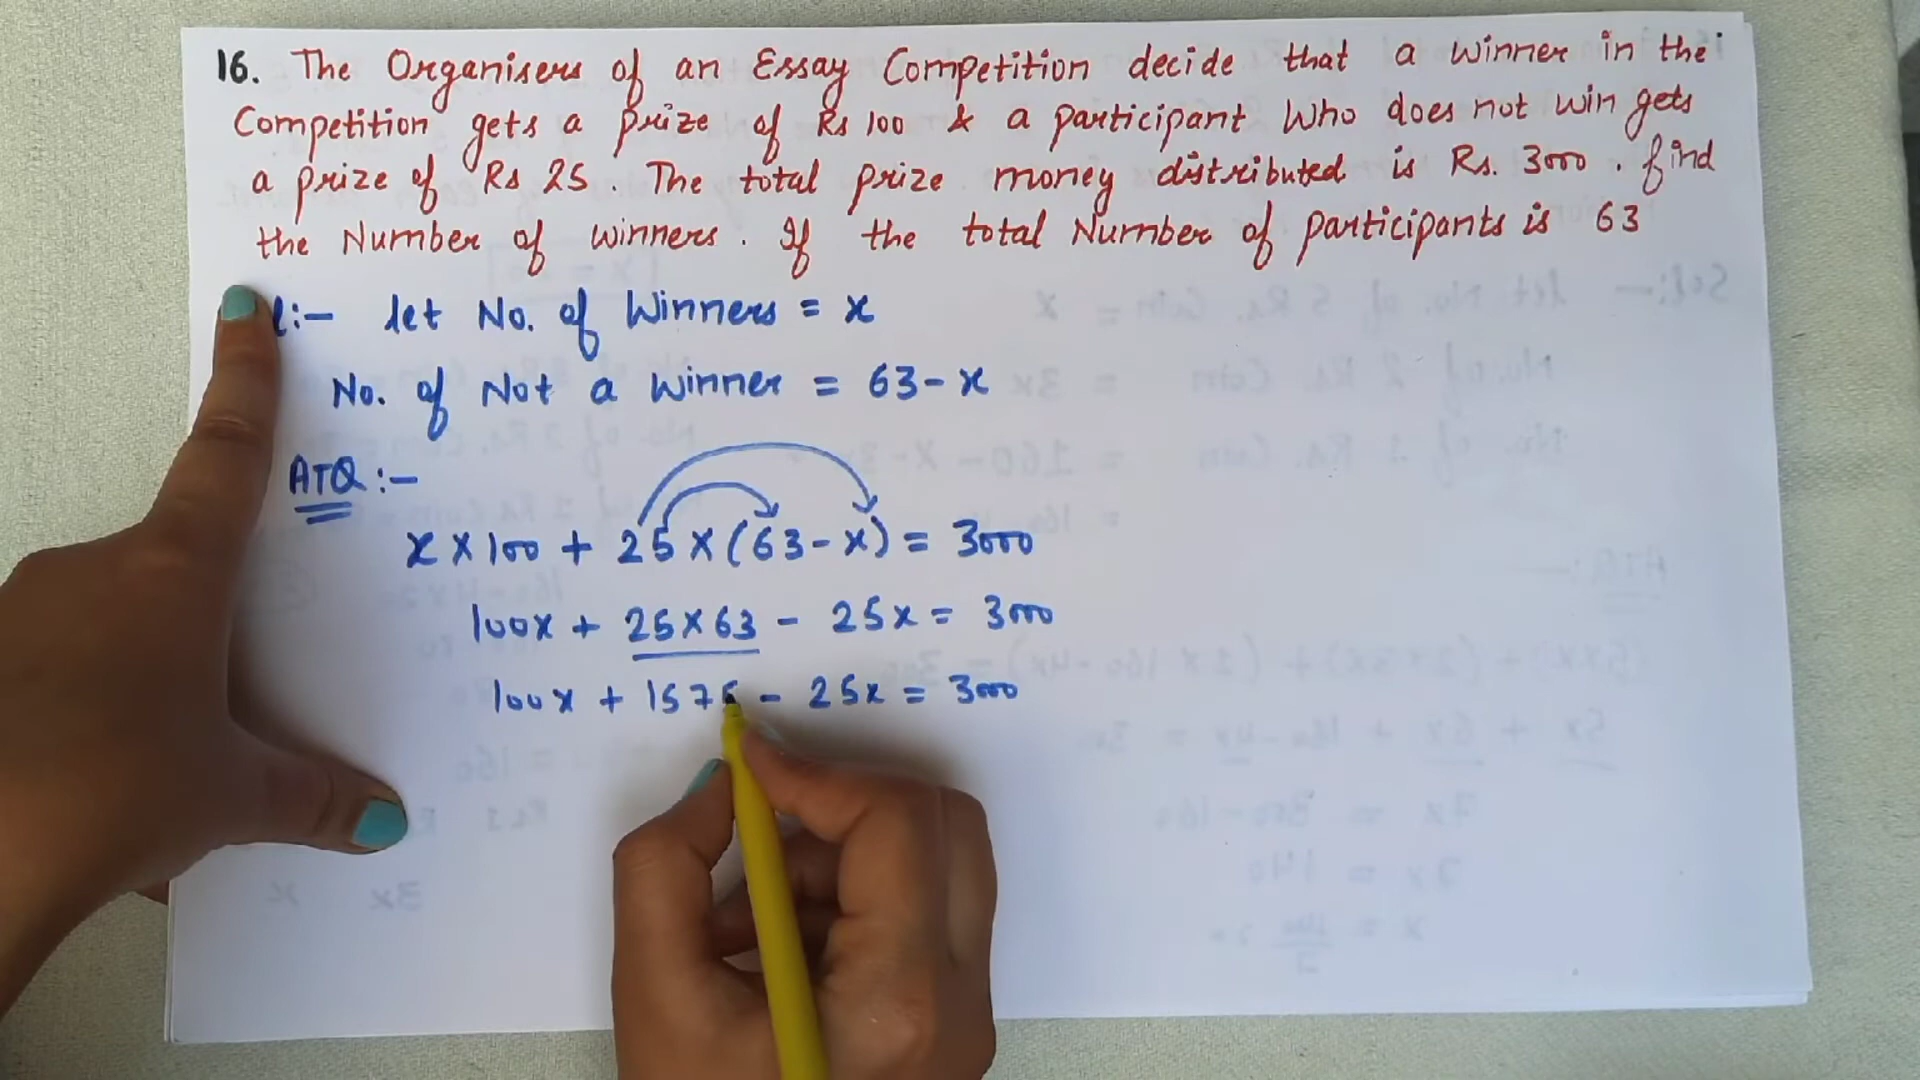 16. The Organisers of an Essay Competition decide that a winner in the
Competition gets a prize of Rs 100 & a participant Who does not win gets
a prize of Rs 25. The total prize money distributed is Rs. 3000. find
the Number of winners. If the total Number of participants is 63
:- let No. of Winners = x
No. of Not a winner = 63-x
ATQ:-
x×100 + 25×(63-x) = 3000
100x + 25×63 - 25x = 3000
100x + 1575 - 25x = 3000